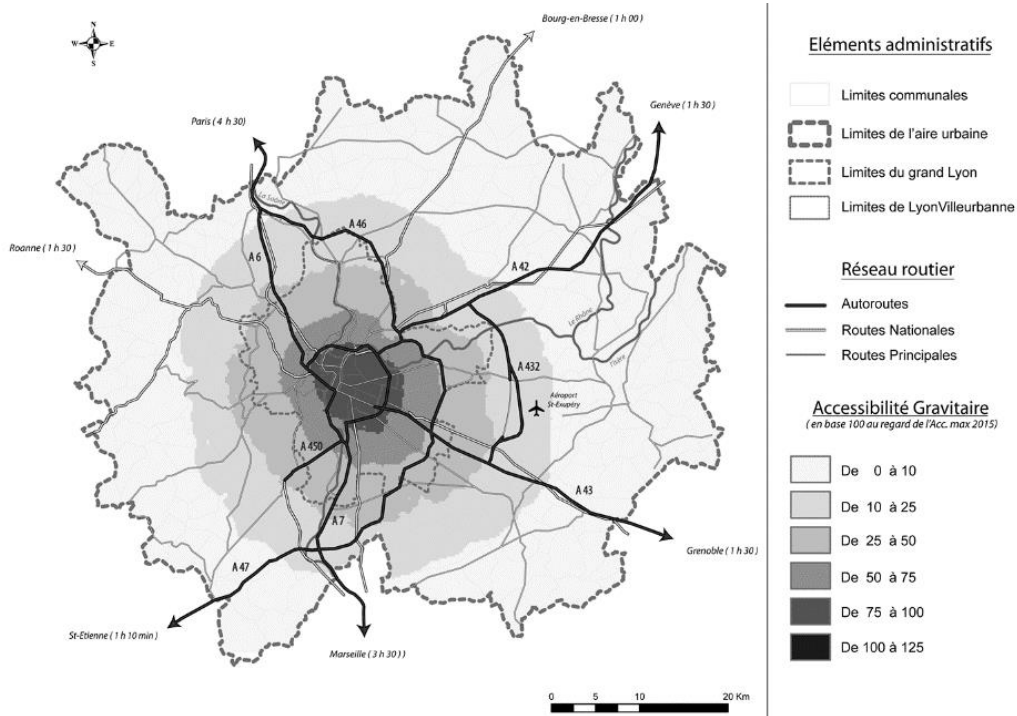 N
W
E
S
Bourg-en-Bresse ( 1 h 00 )
Genève ( 1 h 30 )
Paris ( 4 h 30 )
La Saône
A 46
Roanne ( 1 h 30 )
A 6
A 42
Le Rhône
A 432
Aéroport
St-Exupéry
A 450
A 7
A 43
A 47
Grenoble ( 1 h 30 )
St-Etienne ( 1 h 10 min )
Marseille ( 3 h 30 ) )
0 5 10 20 Km
Eléments administratifs
Limites communales
Limites de l'aire urbaine
Limites du grand Lyon
Limites de LyonVilleurbanne
Réseau routier
Autoroutes
Routes Nationales
Routes Principales
Accessibilité Gravitaire
( en base 100 au regard de l'Acc. max 2015)
De 0 à 10
De 10 à 25
De 25 à 50
De 50 à 75
De 75 à 100
De 100 à 125